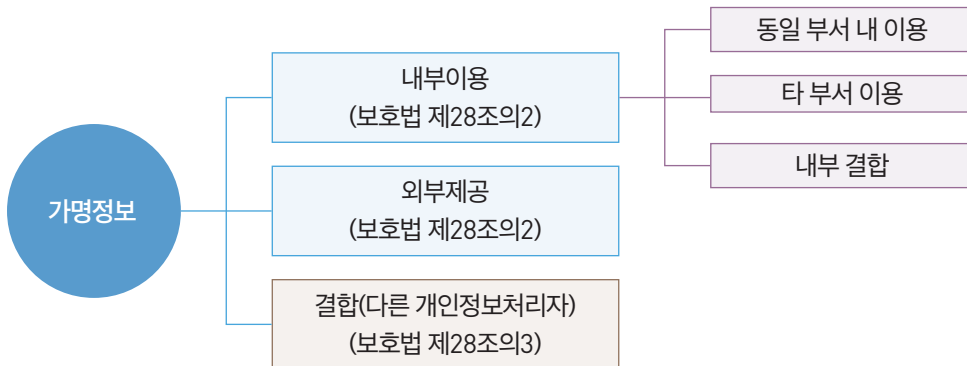 가명정보
내부이용
(보호법 제28조의2)
동일 부서 내 이용
타 부서 이용
내부 결합
외부제공
(보호법 제28조의2)
결합(다른 개인정보처리자)
(보호법 제28조의3)